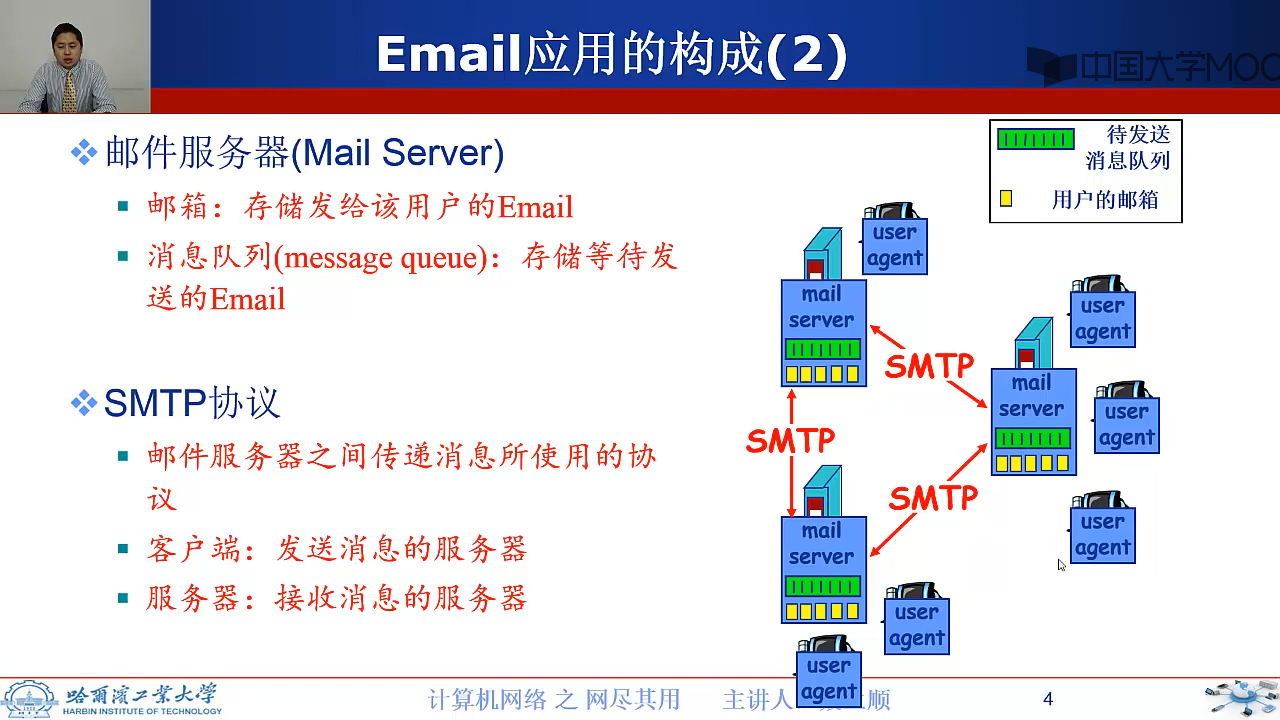 Email应用的构成(2)
中国大学MOO
邮件服务器(Mail Server)
邮箱：存储发给该用户的Email
消息队列(message queue)：存储等待发
送的Email
SMTP协议
邮件服务器之间传递消息所使用的协
议
客户端：发送消息的服务器
服务器：接收消息的服务器
待发送
消息队列
用户的邮箱
user
agent
mail
server
user
agent
SMTP
mail
server
user
agent
SMTP
SMTP
mail
server
user
agent
user
agent
user
agent
哈尔滨工业大学
HARBIN INSTITUTE OF TECHNOLOGY
计算机网络 之 网尽其用
主讲人
顺
4